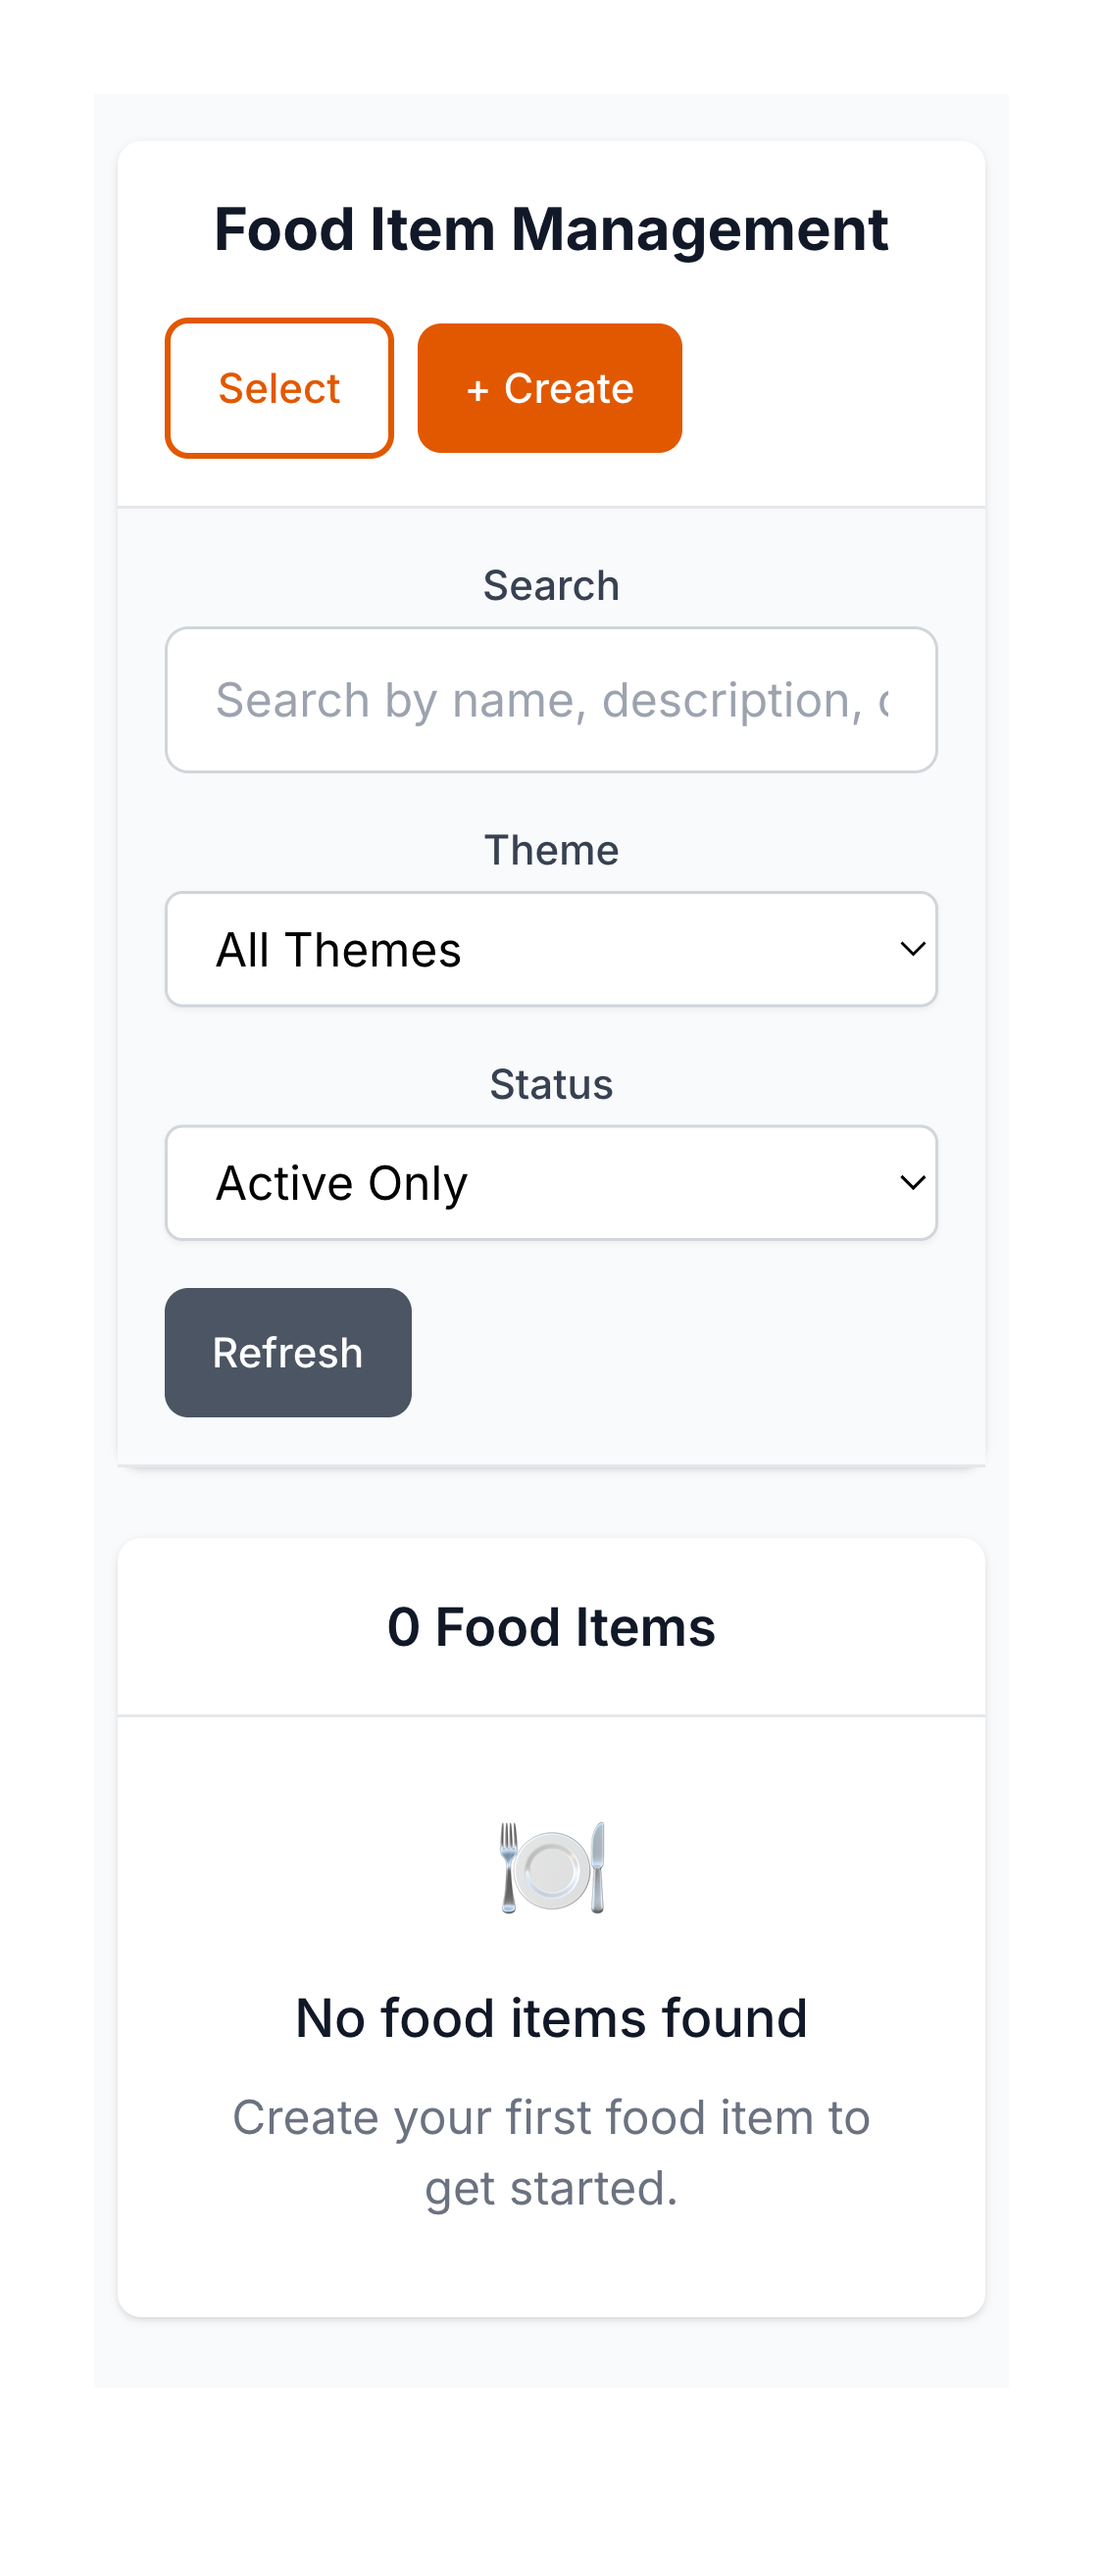 Food Item Management
Select
+ Create
Search
Search by name, description,
Theme
All Themes
Status
Active Only
Refresh
0 Food Items
No food items found
Create your first food item to
get started.